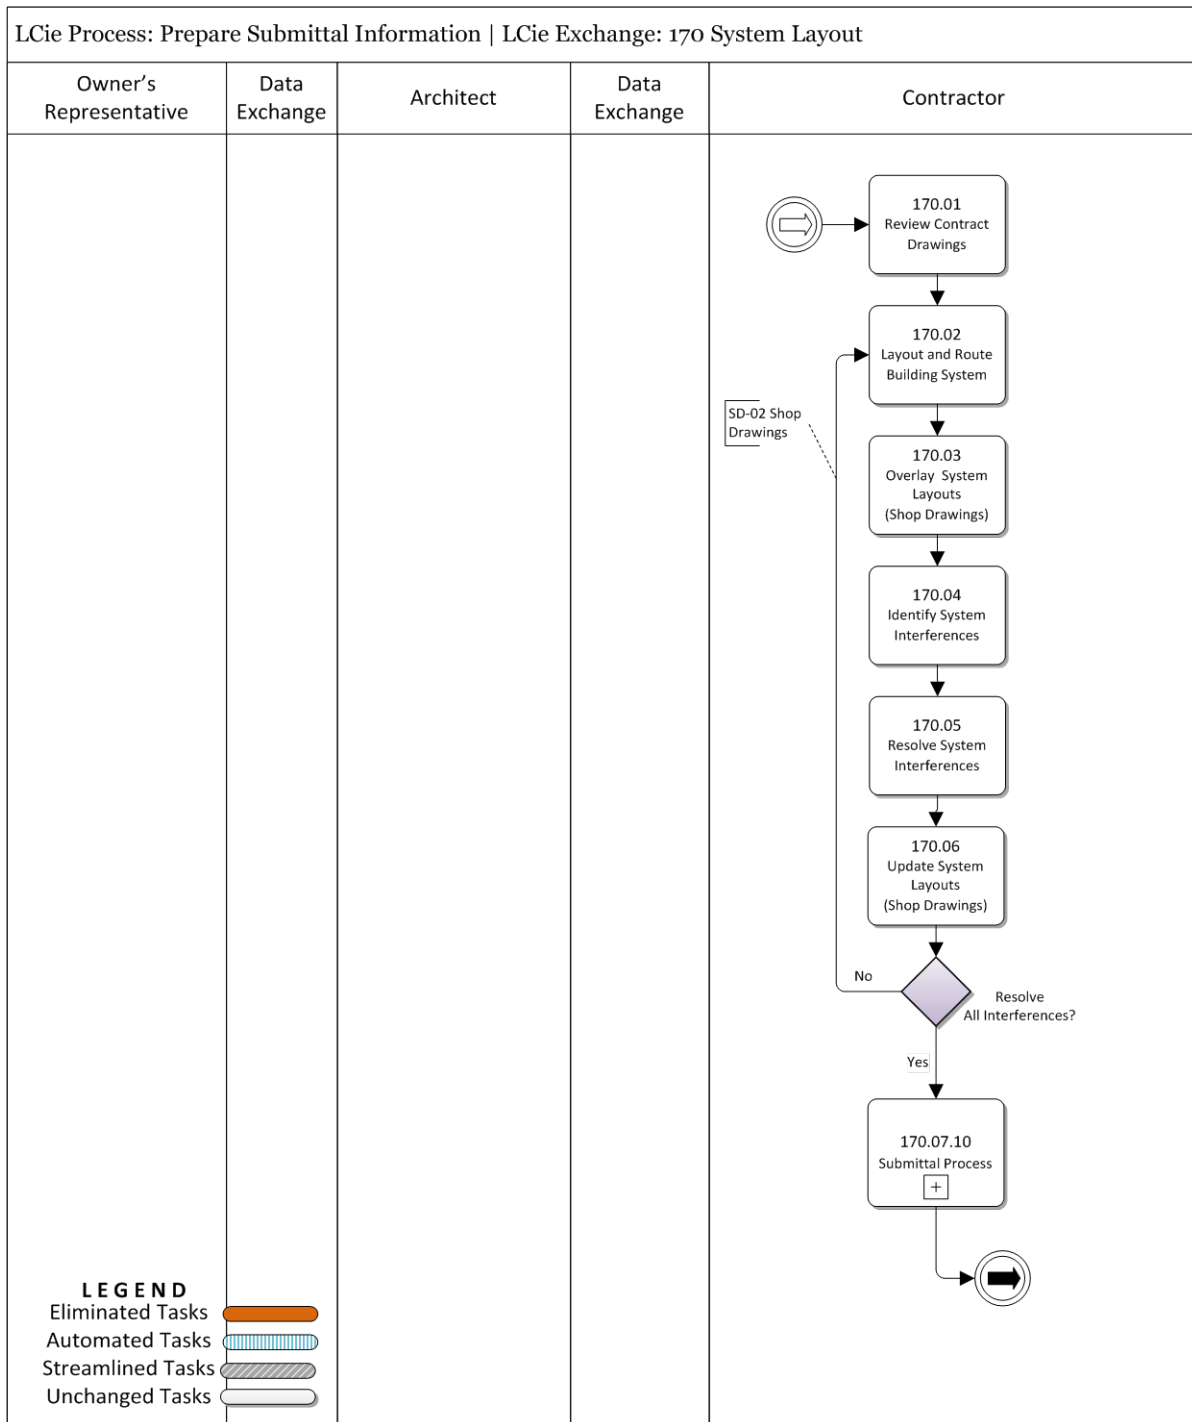 LCie Process: Prepare Submittal Information | LCie Exchange: 170 System Layout
Owner's
Representative
Data
Exchange
Architect
Data
Exchange
Contractor
170.01
Review Contract
Drawings
170.02
Layout and Route
Building System
SD-02 Shop
Drawings
170.03
Overlay System
Layouts
(Shop Drawings)
170.04
Identify System
Interferences
170.05
Resolve System
Interferences
170.06
Update System
Layouts
(Shop Drawings)
No
Resolve
All Interferences?
Yes
170.07.10
Submittal Process
+
LEGEND
Eliminated Tasks
Automated Tasks
Streamlined Tasks
Unchanged Tasks